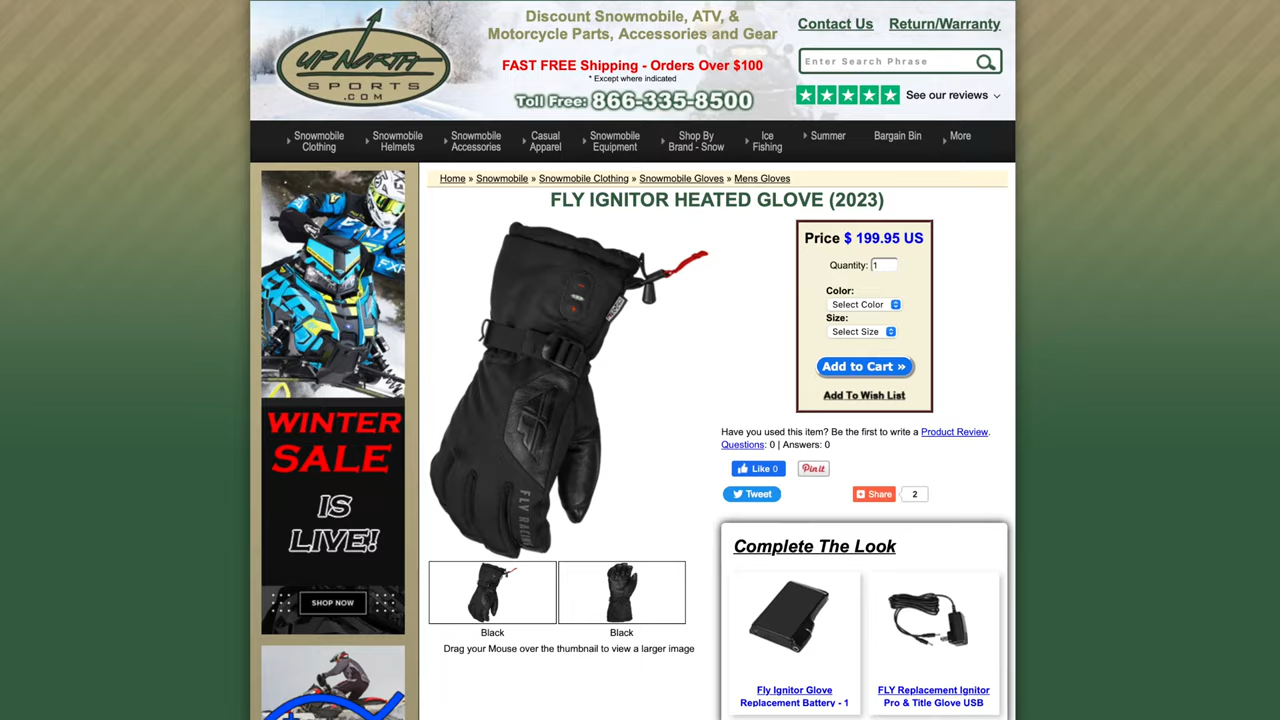 UP NORTH
SPORTS
.COM
Discount Snowmobile, ATV, &
Motorcycle Parts, Accessories and Gear
FAST FREE Shipping - Orders Over $100
* Except where indicated
Toll Free: 866-335-8500
Contact Us
Return/Warranty
Enter Search Phrase
See our reviews
Snowmobile
Clothing
Snowmobile
Helmets
Snowmobile
Accessories
Casual
Apparel
Snowmobile
Equipment
Shop By
Brand - Snow
Ice
Fishing
Summer
Bargain Bin
More
Home » Snowmobile » Snowmobile Clothing » Snowmobile Gloves » Mens Gloves
FLY IGNITOR HEATED GLOVE (2023)
FXR
WINTER
SALE
IS
LIVE!
SHOP NOW
FLY RACING
Price $ 199.95 US
Quantity: 1
Color:
Select Color
Size:
Select Size
Add to Cart »
Add To Wish List
Have you used this item? Be the first to write a Product Review.
Questions: 0 | Answers: 0
Like 0
Pin it
Tweet
Share
2
Black
Black
Drag your Mouse over the thumbnail to view a larger image
Complete The Look
Fly Ignitor Glove
Replacement Battery - 1
FLY Replacement Ignitor
Pro & Title Glove USB